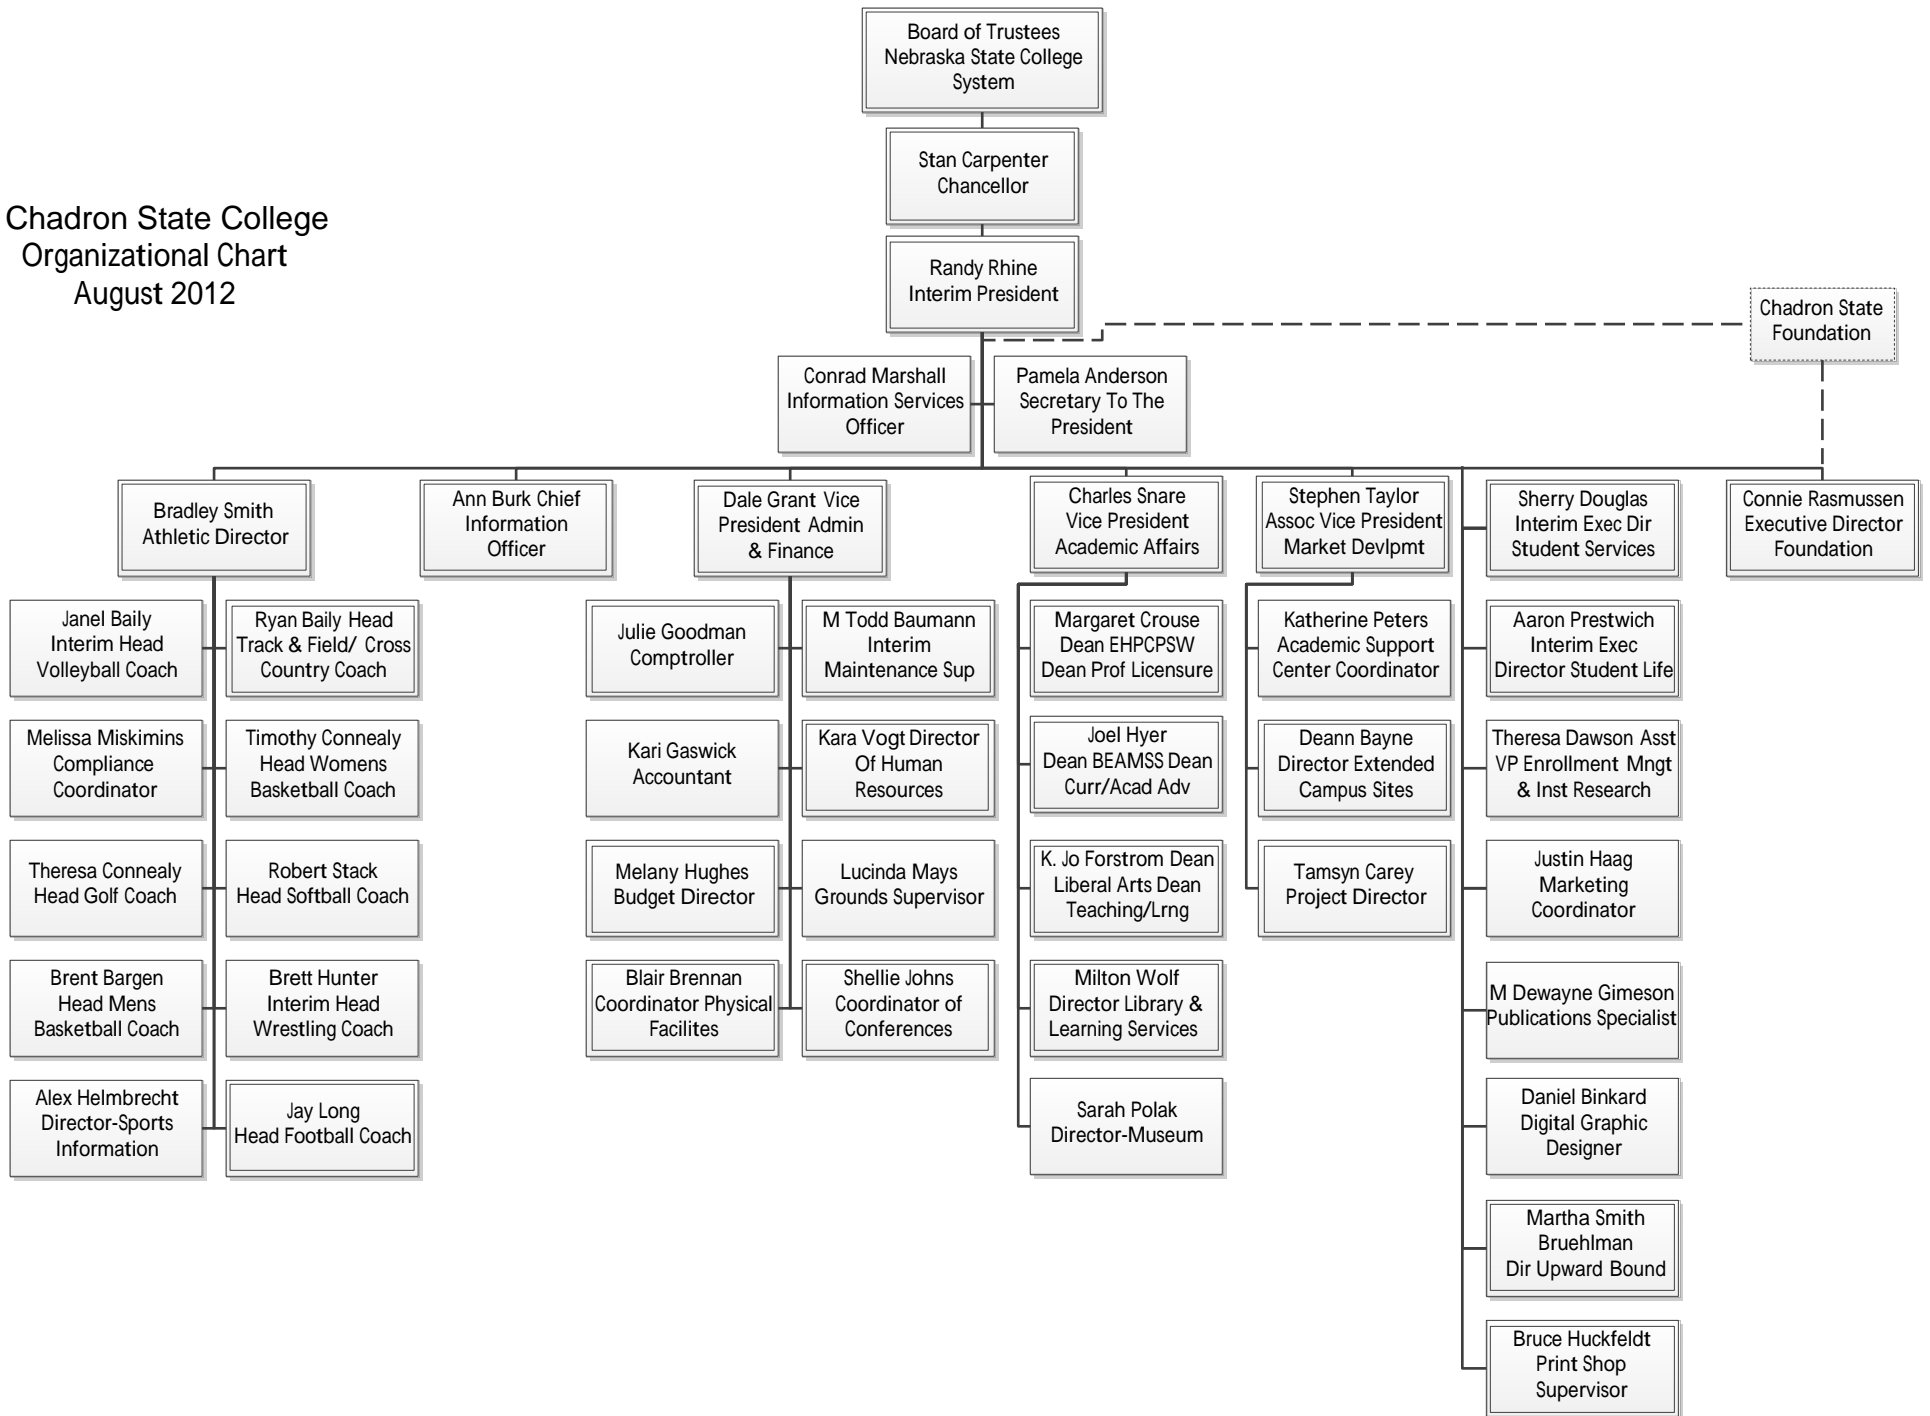 Board of Trustees
Nebraska State College
System
Stan Carpenter
Chancellor
Chadron State College
Organizational Chart
August 2012
Randy Rhine
Interim President
Chadron State
Foundation
Conrad Marshall
Information Services
Officer
Pamela Anderson
Secretary To The
President
Bradley Smith
Athletic Director
Ann Burk Chief
Information
Officer
Dale Grant Vice
President Admin
& Finance
Charles Snare
Vice President
Academic Affairs
Stephen Taylor
Assoc Vice President
Market Devlpmt
Sherry Douglas
Interim Exec Dir
Student Services
Connie Rasmussen
Executive Director
Foundation
Janel Baily
Interim Head
Volleyball Coach
Ryan Baily Head
Track & Field/ Cross
Country Coach
Julie Goodman
Comptroller
M Todd Baumann
Interim
Maintenance Sup
Margaret Crouse
Dean EHPCPSW
Dean Prof Licensure
Katherine Peters
Academic Support
Center Coordinator
Aaron Prestwich
Interim Exec
Director Student Life
Melissa Miskimins
Compliance
Coordinator
Timothy Connealy
Head Womens
Basketball Coach
Kari Gaswick
Accountant
Kara Vogt Director
Of Human
Resources
Joel Hyer
Dean BEAMSS Dean
Curr/Acad Adv
Deann Bayne
Director Extended
Campus Sites
Theresa Dawson Asst
VP Enrollment Mngt
& Inst Research
Theresa Connealy
Head Golf Coach
Robert Stack
Head Softball Coach
Melany Hughes
Budget Director
Lucinda Mays
Grounds Supervisor
K. Jo Forstrom Dean
Liberal Arts Dean
Teaching/Lrng
Tamsyn Carey
Project Director
Justin Haag
Marketing
Coordinator
Brent Bargen
Head Mens
Basketball Coach
Brett Hunter
Interim Head
Wrestling Coach
Blair Brennan
Coordinator Physical
Facilites
Shellie Johns
Coordinator of
Conferences
Milton Wolf
Director Library &
Learning Services
M Dewayne Gimeson
Publications Specialist
Alex Helmbrecht
Director-Sports
Information
Jay Long
Head Football Coach
Sarah Polak
Director-Museum
Daniel Binkard
Digital Graphic
Designer
Martha Smith
Bruehlman
Dir Upward Bound
Bruce Huckfeldt
Print Shop
Supervisor